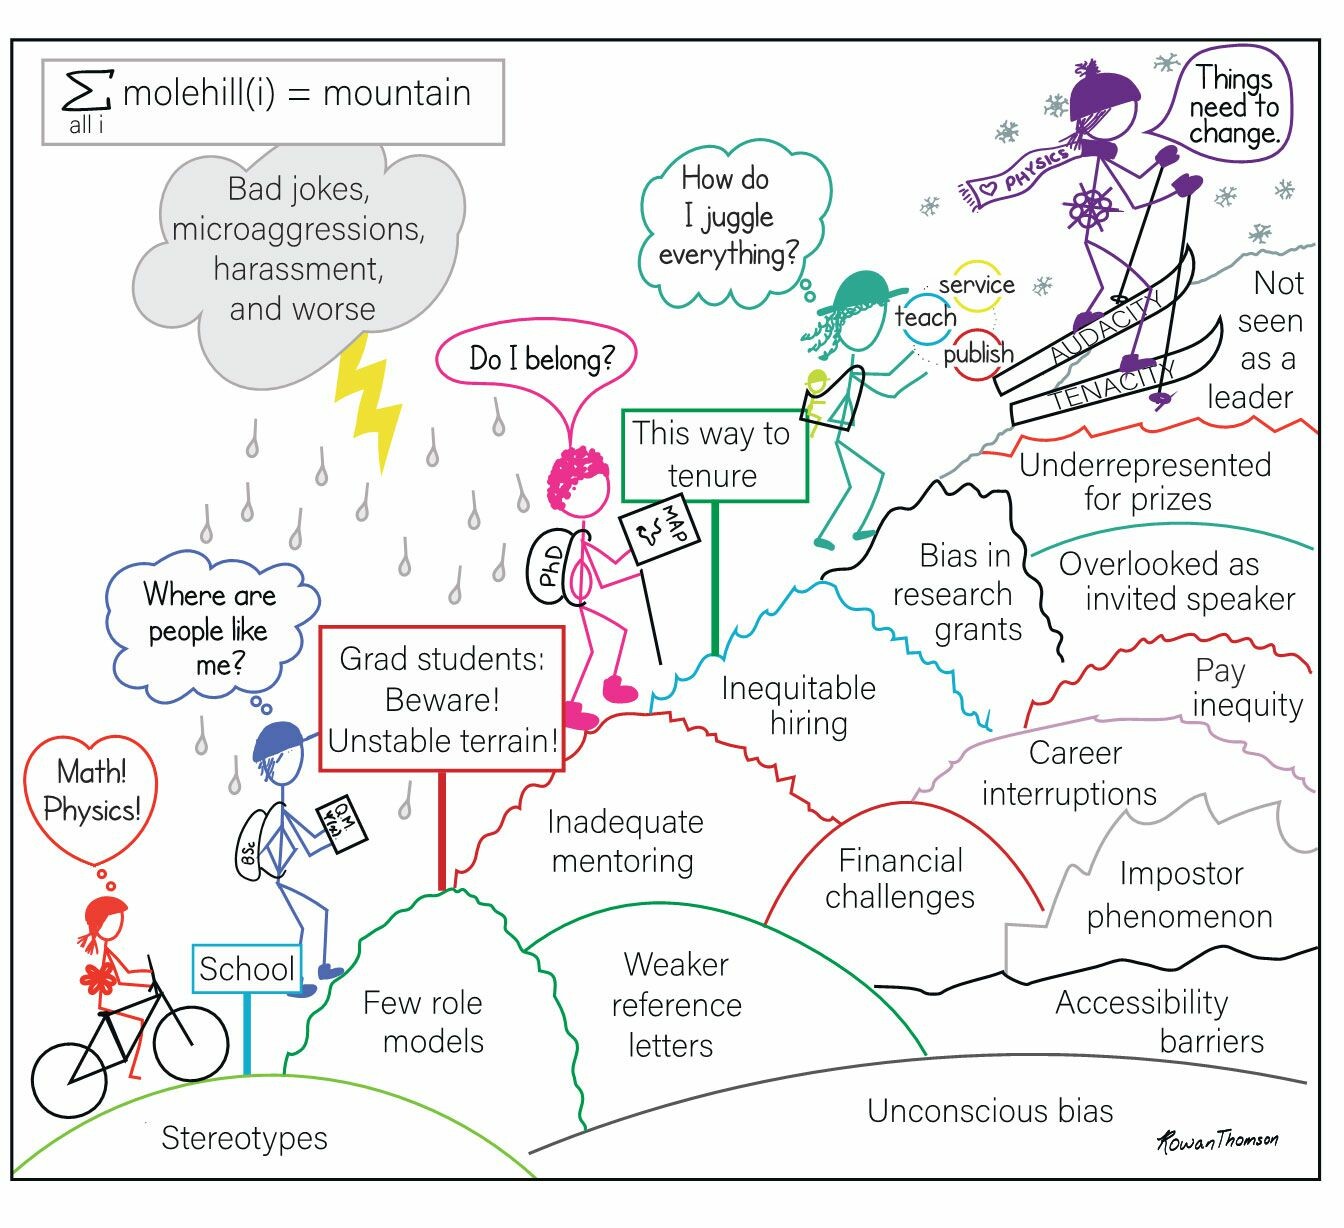 ∑ molehill(i) = mountain
all i
Bad jokes,
microaggressions,
harassment,
and worse
Things
need to
change.
♡ PHYSICS
How do
I juggle
everything?
service
teach
publish
AUDACITY
TENACITY
Not
seen
as a
leader
Do I belong?
This way to
tenure
MAP
PhD
Underrepresented
for prizes
Overlooked as
invited speaker
Bias in
research
grants
Where are
people like
me?
Grad students:
Beware!
Unstable terrain!
Inequitable
hiring
Pay
inequity
Career
interruptions
Math!
Physics!
Q.M.
Ψ(x)
BSc
Inadequate
mentoring
Financial
challenges
Impostor
phenomenon
School
Few role
models
Weaker
reference
letters
Accessibility
barriers
Stereotypes
Unconscious bias
Rowan Thomson